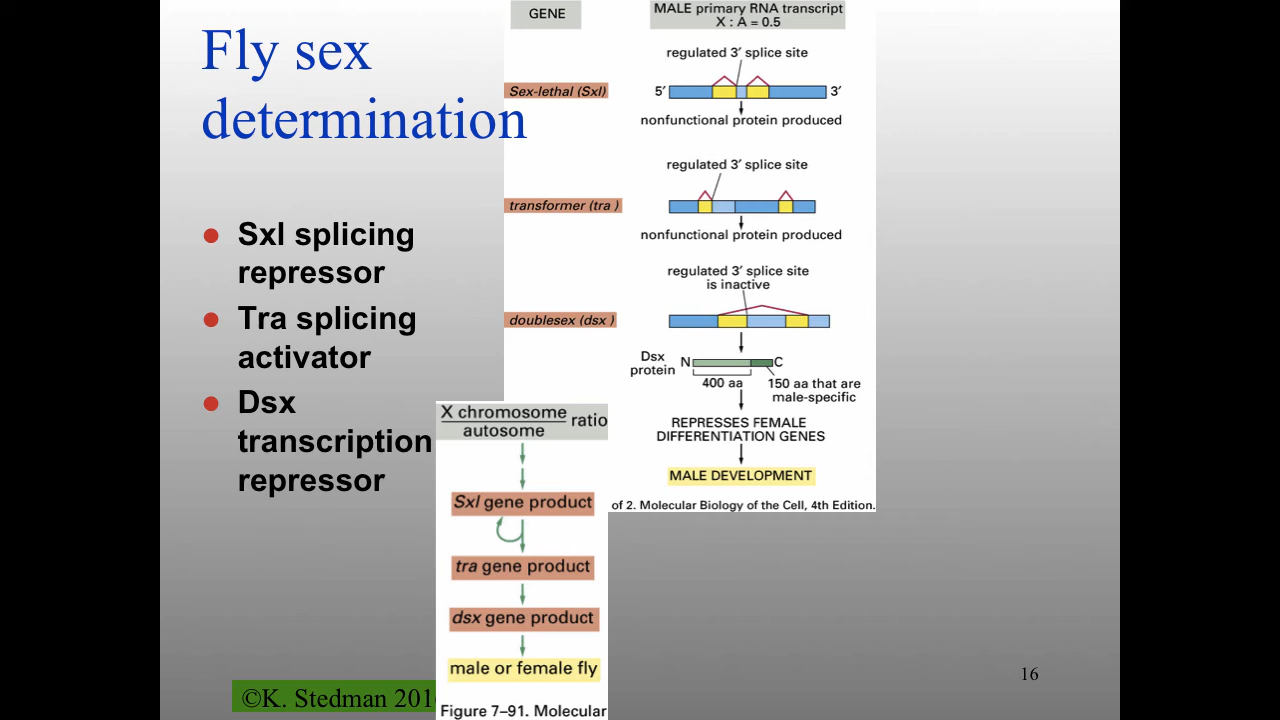 Fly sex
determination
Sxl splicing
repressor
Tra splicing
activator
Dsx
transcription
repressor
GENE
MALE primary RNA transcript
X : A = 0.5
regulated 3′ splice site
Sex-lethal (Sxl)
5′
3′
nonfunctional protein produced
regulated 3′ splice site
transformer (tra )
nonfunctional protein produced
regulated 3′ splice site
is inactive
doublesex (dsx )
Dsx
protein
N
C
400 aa
150 aa that are
male-specific
REPRESSES FEMALE
DIFFERENTIATION GENES
MALE DEVELOPMENT
of 2. Molecular Biology of the Cell, 4th Edition.
X chromosome
autosome
ratio
Sxl gene product
tra gene product
dsx gene product
male or female fly
Figure 7–91. Molecular
©K. Stedman 201
16